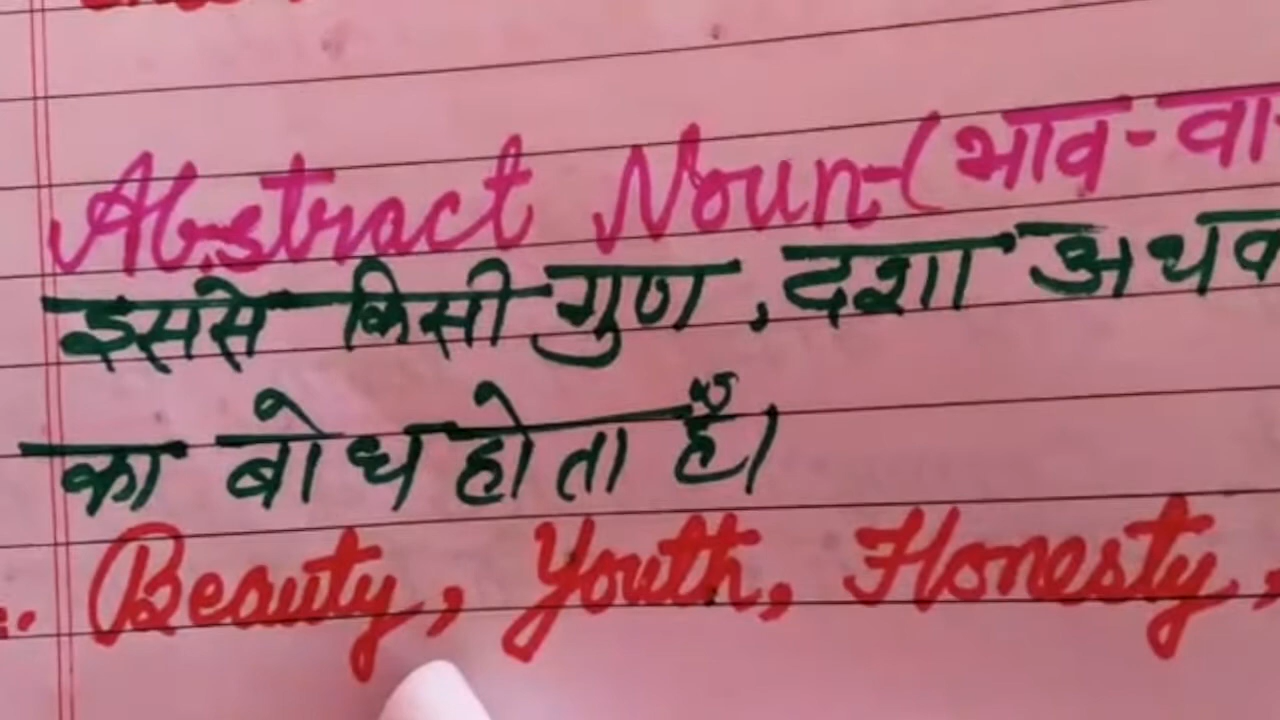 Abstract Noun-(भाव-वा
इससे किसी गुण, दशा अथव
का बोध होता है।
Beauty, Youth, Honesty,